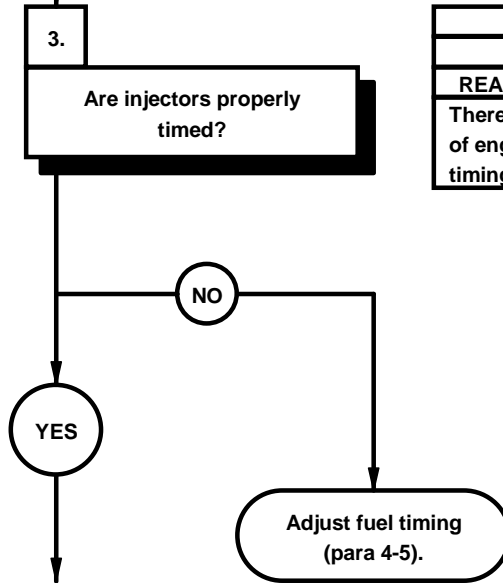 3.
Are injectors properly
timed?
REA
There
of eng
timing
NO
YES
Adjust fuel timing
(para 4-5).